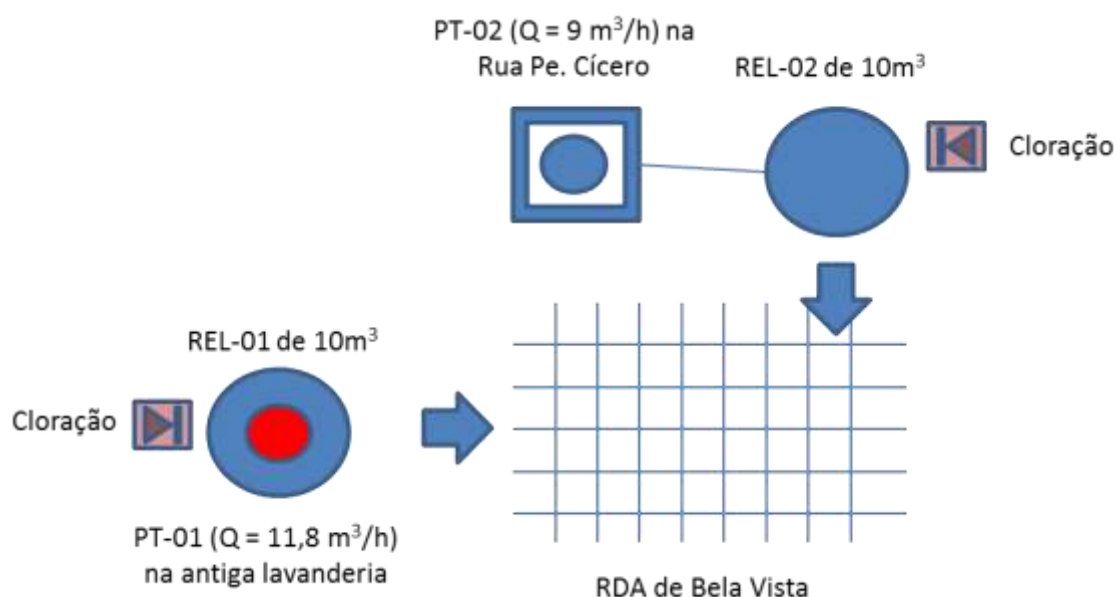 PT-02 (Q = 9 m³/h) na
Rua Pe. Cícero
REL-02 de 10m³
Cloração
REL-01 de 10m³
Cloração
PT-01 (Q = 11,8 m³/h)
na antiga lavanderia
RDA de Bela Vista